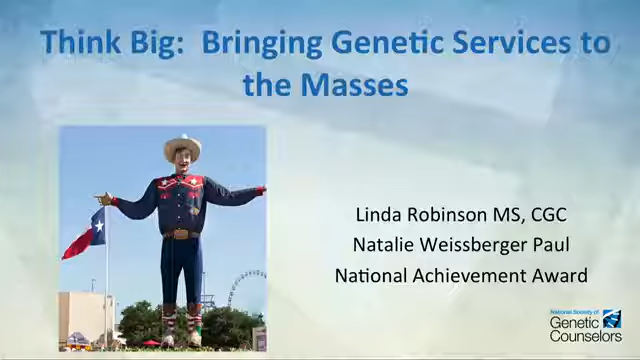 Think Big: Bringing Genetic Services to
the Masses
Linda Robinson MS, CGC
Natalie Weissberger Paul
National Achievement Award
National Society of
Genetic
Counselors